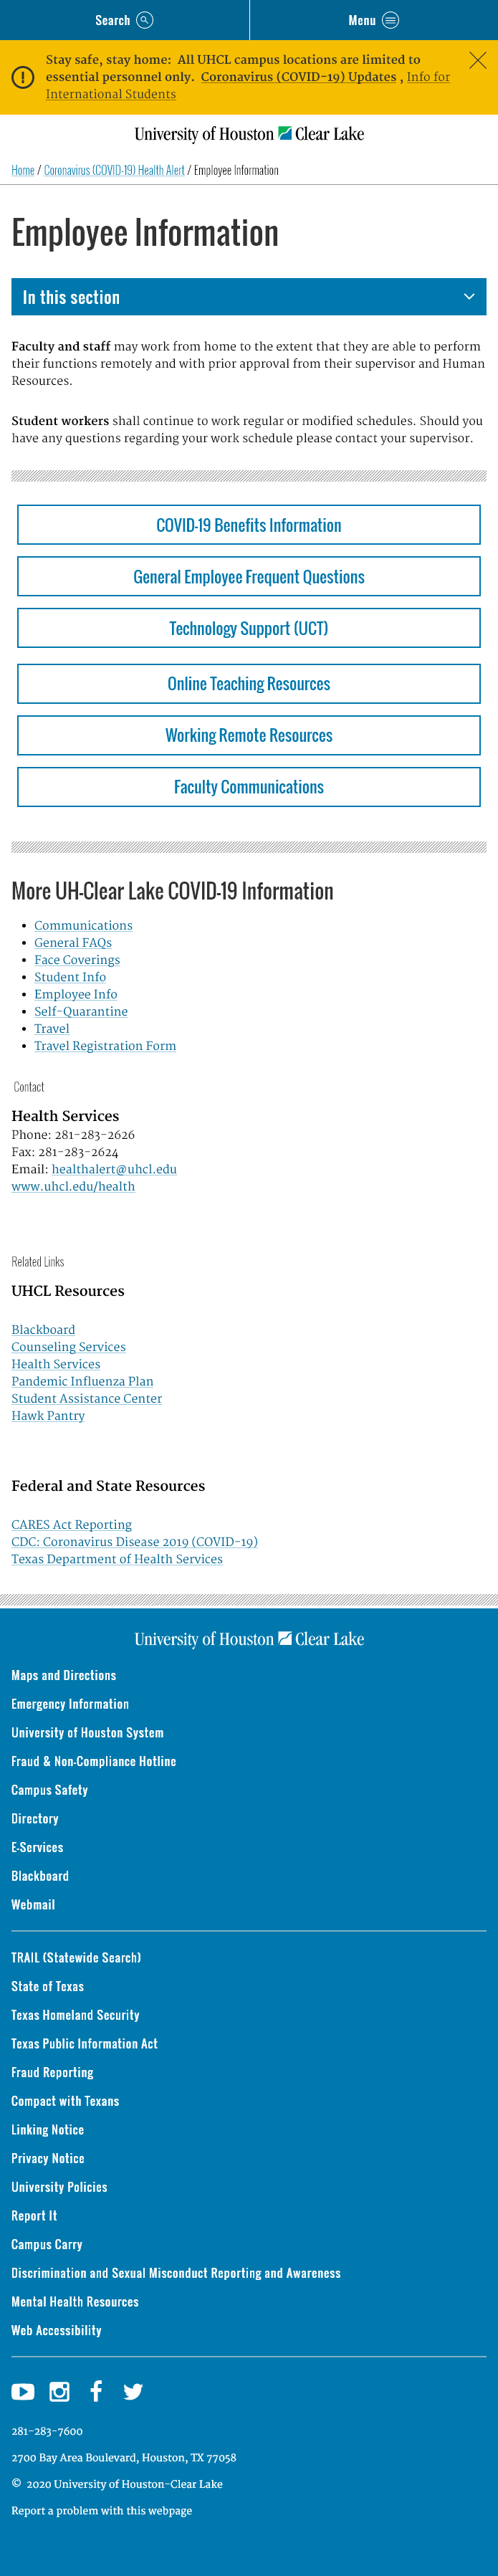 Search
Menu
Stay safe, stay home: All UHCL campus locations are limited to
essential personnel only. Coronavirus (COVID-19) Updates , Info for
International Students
University of Houston Clear Lake
Home / Coronavirus (COVID-19) Health Alert / Employee Information
Employee Information
In this section
Faculty and staff may work from home to the extent that they are able to perform
their functions remotely and with prior approval from their supervisor and Human
Resources.
Student workers shall continue to work regular or modified schedules. Should you
have any questions regarding your work schedule please contact your supervisor.
COVID-19 Benefits Information
General Employee Frequent Questions
Technology Support (UCT)
Online Teaching Resources
Working Remote Resources
Faculty Communications
More UH-Clear Lake COVID-19 Information
• Communications
• General FAQs
• Face Coverings
• Student Info
• Employee Info
• Self-Quarantine
• Travel
• Travel Registration Form
Contact
Health Services
Phone: 281-283-2626
Fax: 281-283-2624
Email: healthalert@uhcl.edu
www.uhcl.edu/health
Related Links
UHCL Resources
Blackboard
Counseling Services
Health Services
Pandemic Influenza Plan
Student Assistance Center
Hawk Pantry
Federal and State Resources
CARES Act Reporting
CDC: Coronavirus Disease 2019 (COVID-19)
Texas Department of Health Services
University of Houston Clear Lake
Maps and Directions
Emergency Information
University of Houston System
Fraud & Non-Compliance Hotline
Campus Safety
Directory
E-Services
Blackboard
Webmail
TRAIL (Statewide Search)
State of Texas
Texas Homeland Security
Texas Public Information Act
Fraud Reporting
Compact with Texans
Linking Notice
Privacy Notice
University Policies
Report It
Campus Carry
Discrimination and Sexual Misconduct Reporting and Awareness
Mental Health Resources
Web Accessibility
281-283-7600
2700 Bay Area Boulevard, Houston, TX 77058
© 2020 University of Houston-Clear Lake
Report a problem with this webpage